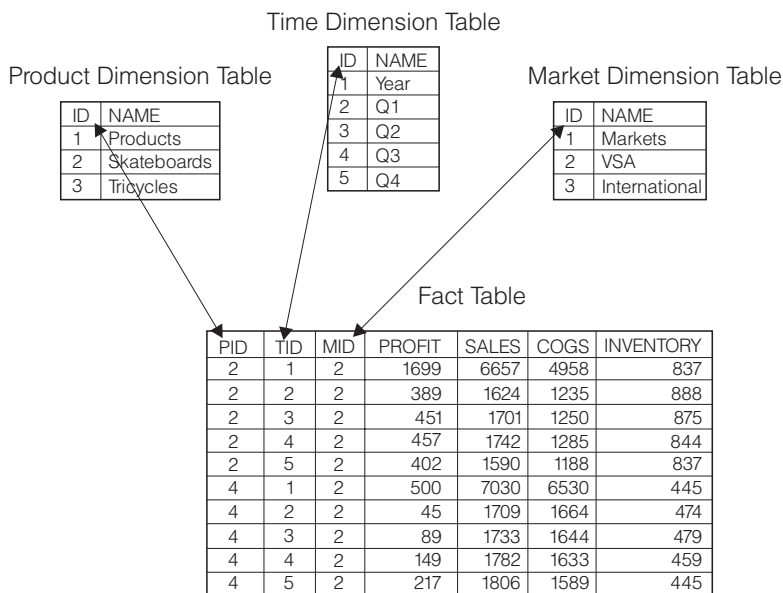 Time Dimension Table
ID NAME
1 Year
2 Q1
3 Q2
4 Q3
5 Q4
Product Dimension Table
ID NAME
1 Products
2 Skateboards
3 Tricycles
Market Dimension Table
ID NAME
1 Markets
2 VSA
3 International
Fact Table
PID TID MID PROFIT SALES COGS INVENTORY
2 1 2 1699 6657 4958 837
2 2 2 389 1624 1235 888
2 3 2 451 1701 1250 875
2 4 2 457 1742 1285 844
2 5 2 402 1590 1188 837
4 1 2 500 7030 6530 445
4 2 2 45 1709 1664 474
4 3 2 89 1733 1644 479
4 4 2 149 1782 1633 459
4 5 2 217 1806 1589 445